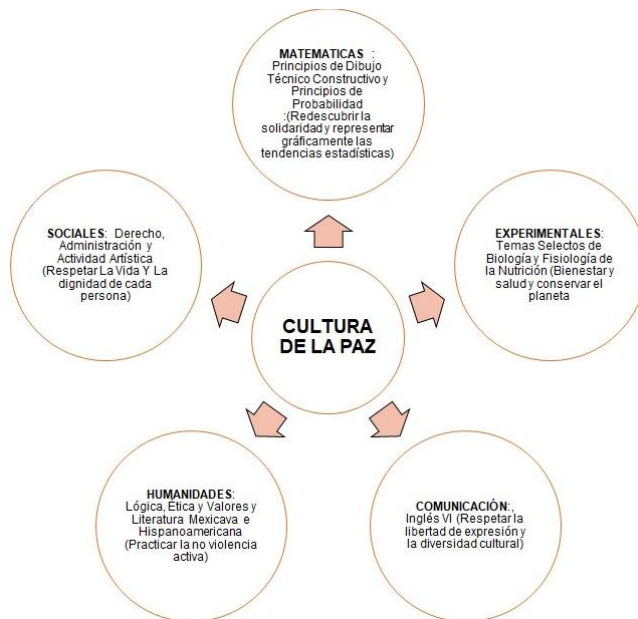 MATEMATICAS :
Principios de Dibujo
Técnico Constructivo y
Principios de
Probabilidad
:(Redescubrir la
solidaridad y representar
gráficamente las
tendencias estadísticas)
SOCIALES: Derecho,
Administración y
Actividad Artística
(Respetar La Vida Y La
dignidad de cada
persona)
EXPERIMENTALES:
Temas Selectos de
Biología y Fisiología de
la Nutrición (Bienestar y
salud y conservar el
planeta
CULTURA
DE LA PAZ
HUMANIDADES:
Lógica, Ética y Valores y
Literatura Mexicava e
Hispanoamericana
(Practicar la no violencia
activa)
COMUNICACIÓN:,
Inglés VI (Respetar la
libertad de expresión y
la diversidad cultural)